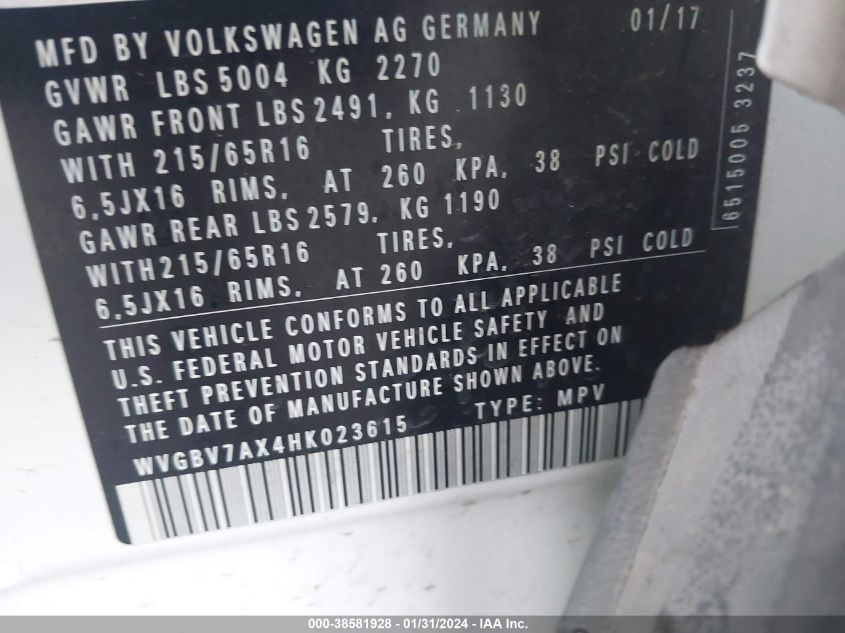 MFD BY VOLKSWAGEN AG GERMANY 01/17
GVWR LBS 5004 KG 2270
GAWR FRONT LBS 2491, KG 1130
WITH 215/65R16 TIRES,
6,5JX16 RIMS, AT 260 KPA, 38 PSI COLD
GAWR REAR LBS 2579, KG 1190
WITH 215/65R16 TIRES,
6,5JX16 RIMS, AT 260 KPA, 38 PSI COLD
THIS VEHICLE CONFORMS TO ALL APPLICABLE
U.S. FEDERAL MOTOR VEHICLE SAFETY AND
THEFT PREVENTION STANDARDS IN EFFECT ON
THE DATE OF MANUFACTURE SHOWN ABOVE.
WVGBV7AX4HK023615 TYPE: MPV
6515005 3237
000-38581928 - 01/31/2024 - IAA Inc.